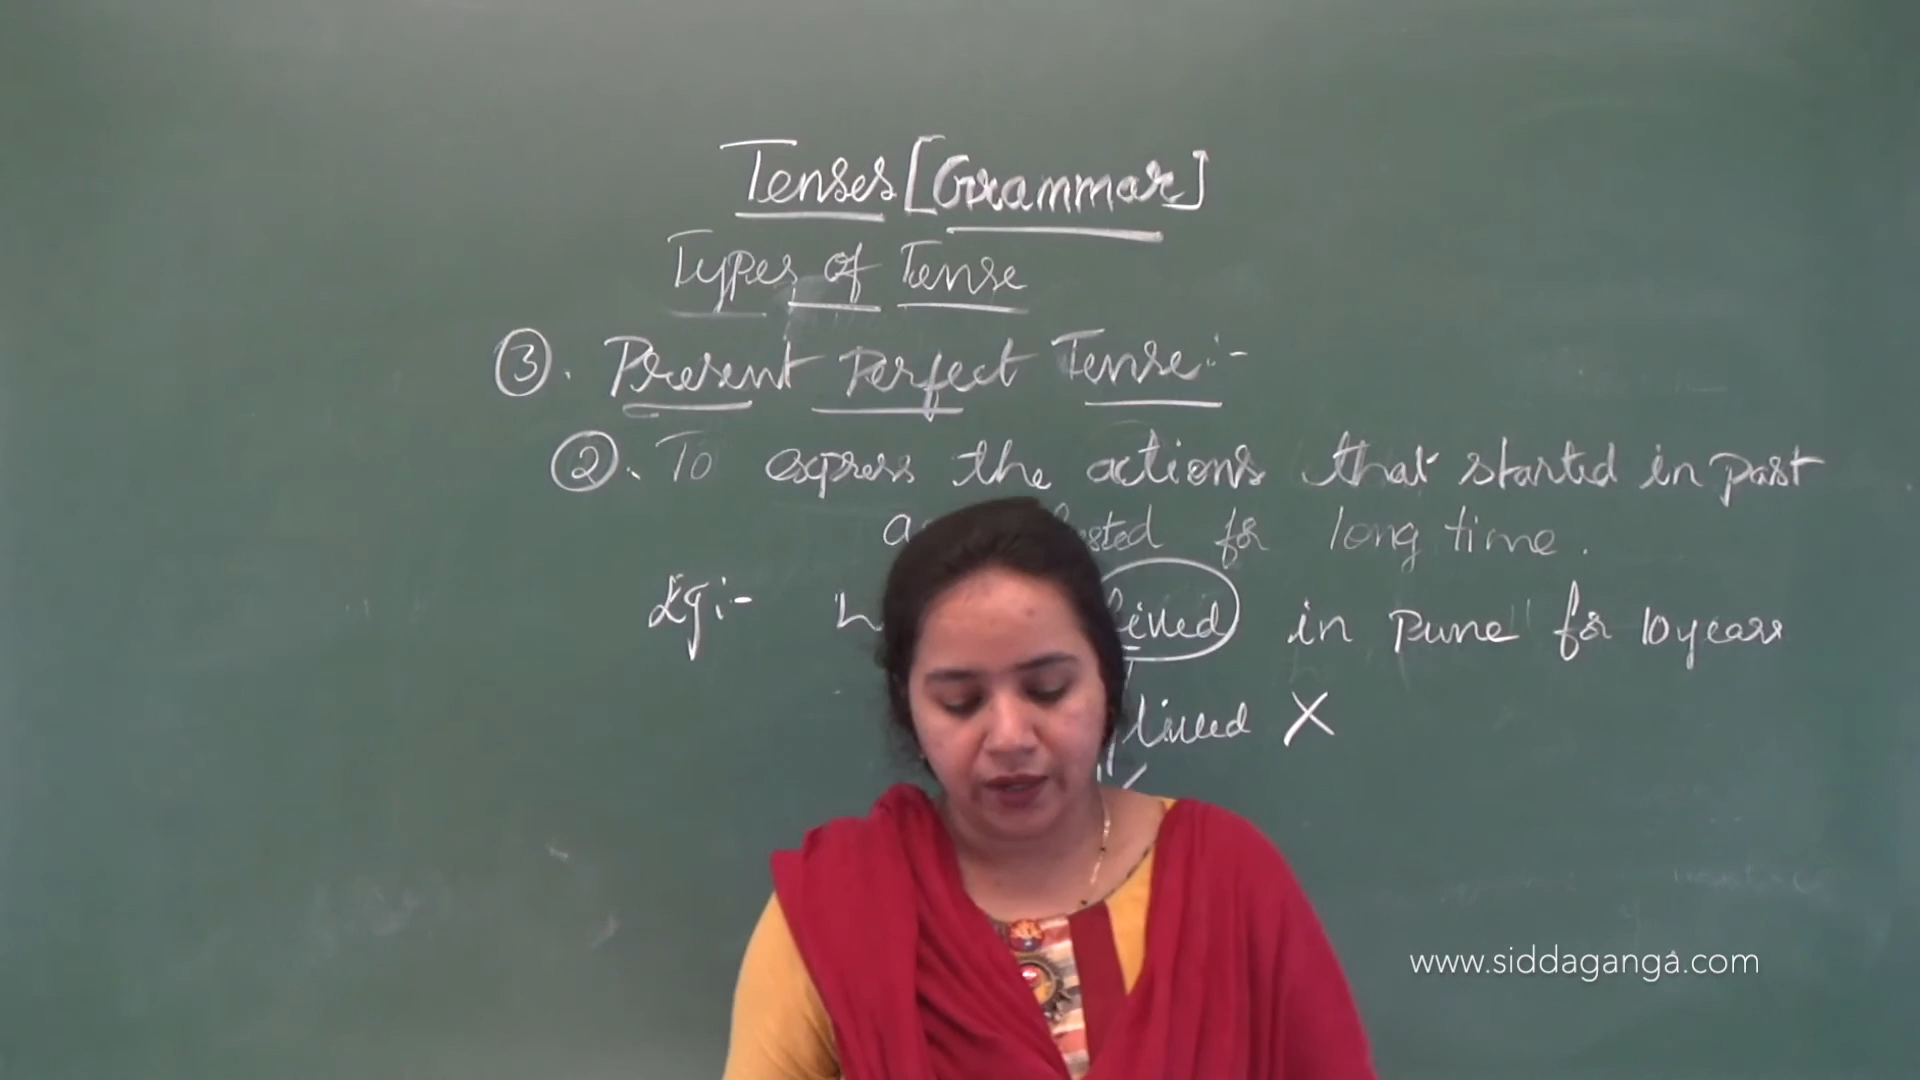 Tenses [Grammar]
Types of Tense
③. Present Perfect Tense:-
②. To express the actions that started in past
for long time.
Eg:- in Pune for 10 years
lived X
www.siddaganga.com